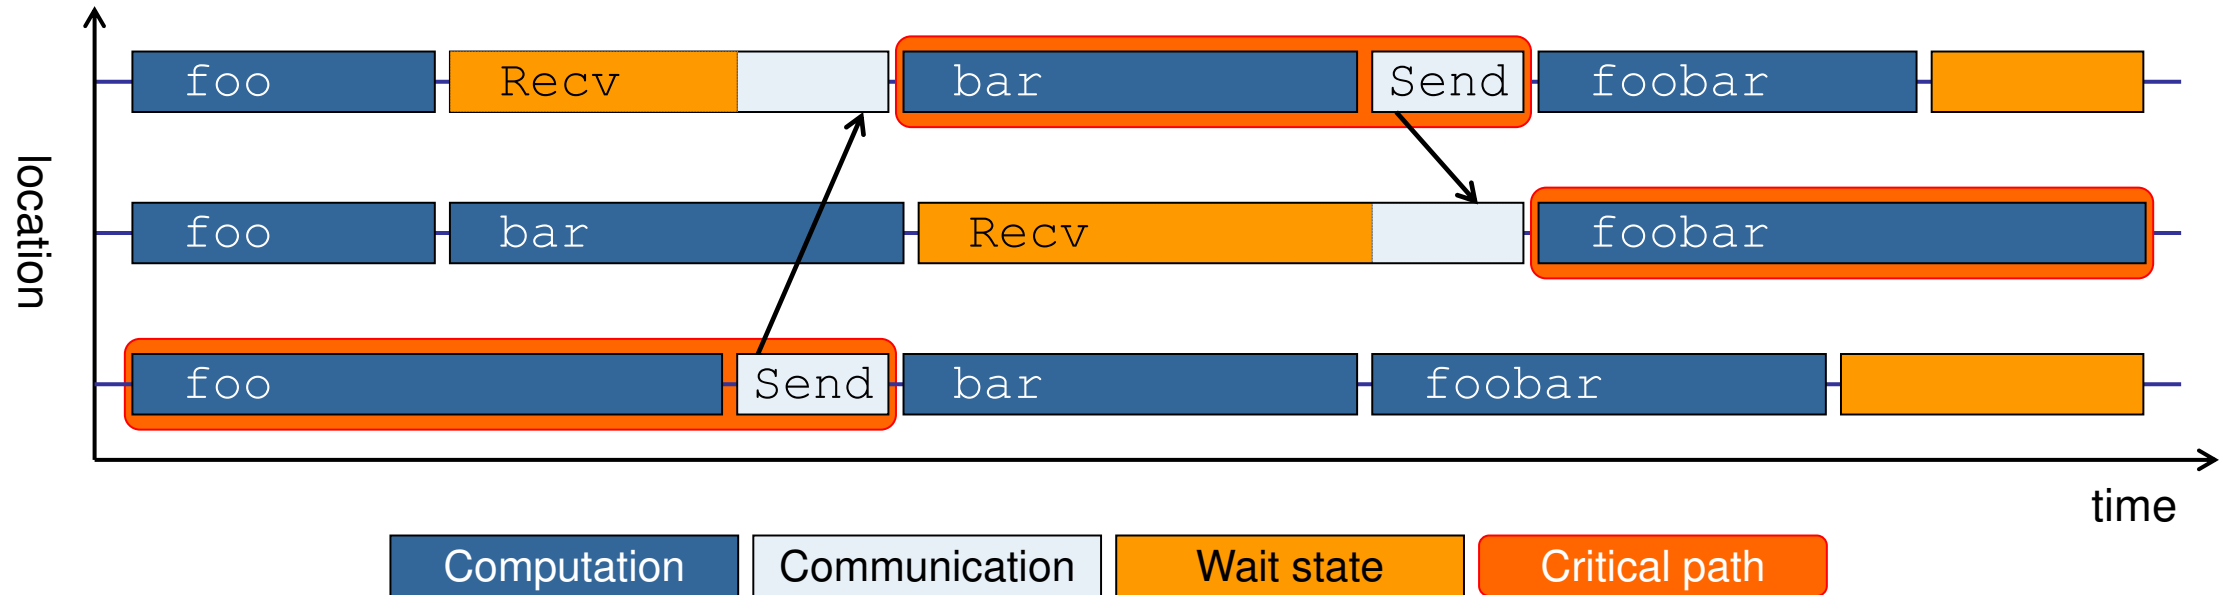 foo Recv bar Send foobar
location
foo bar Recv foobar
foo Send bar foobar
time
Computation Communication Wait state Critical path